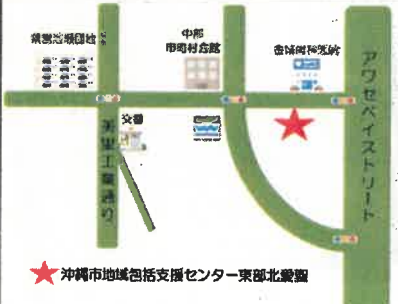 中部
市町村会館
交番
美里工業通り
アワセベイストリート
沖縄市地域包括支援センター東部北愛聖